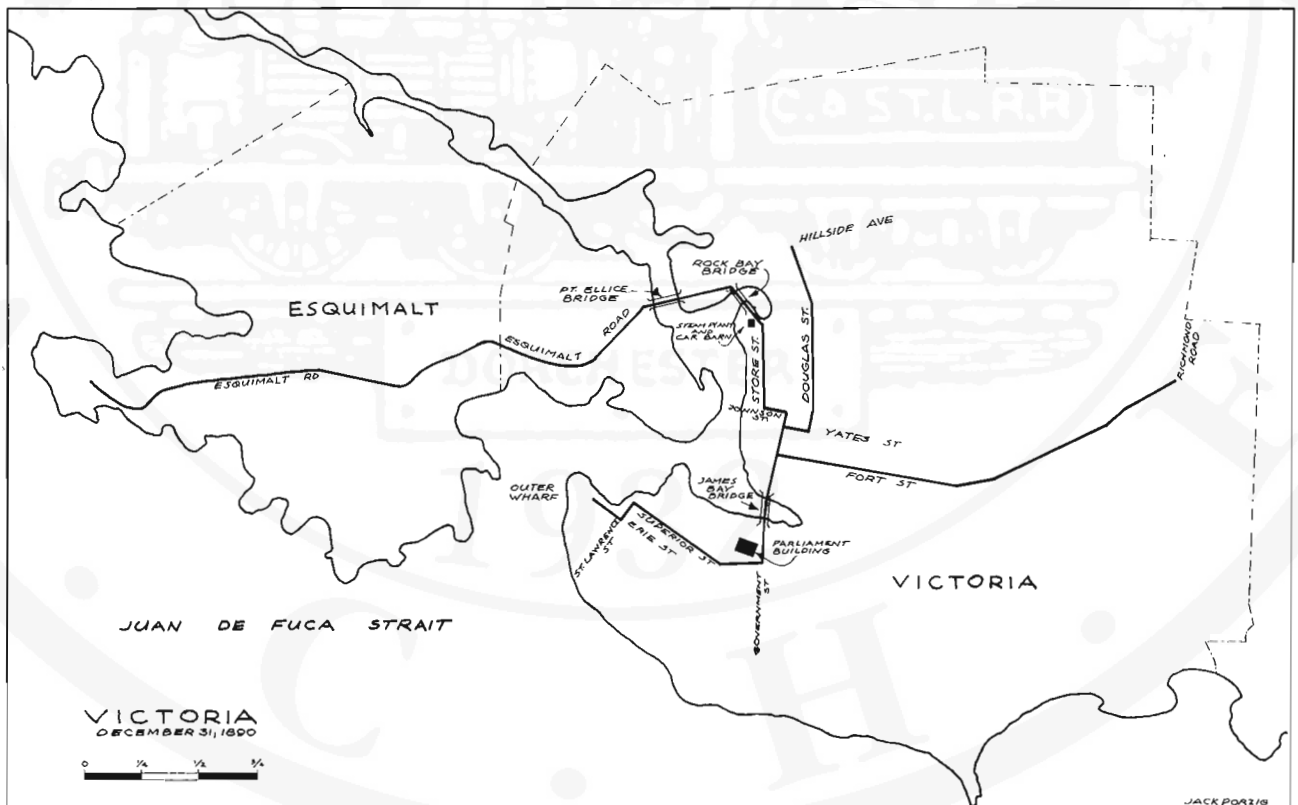 C. & ST. L. R. R.
HILLSIDE AVE
ROCK BAY
BRIDGE
PT. ELLICE
BRIDGE
ESQUIMALT
STEAM PLANT
AND
CAR BARN
ROAD
ESQUIMALT
STORE ST.
DOUGLAS ST.
RICHMOND
ROAD
DORCHESTER
ESQUIMALT RD
JOHNSON
ST.
YATES ST
FORT ST
OUTER
WHARF
JAMES
BAY
BRIDGE
SUPERIOR ST
ERIE ST
ST. LAWRENCE
ST
PARLIAMENT
BUILDING
GOVERNMENT
ST
VICTORIA
JUAN DE FUCA STRAIT
C H
VICTORIA
DECEMBER 31, 1890
0 1/4 1/2 3/4
JACK PORZIG